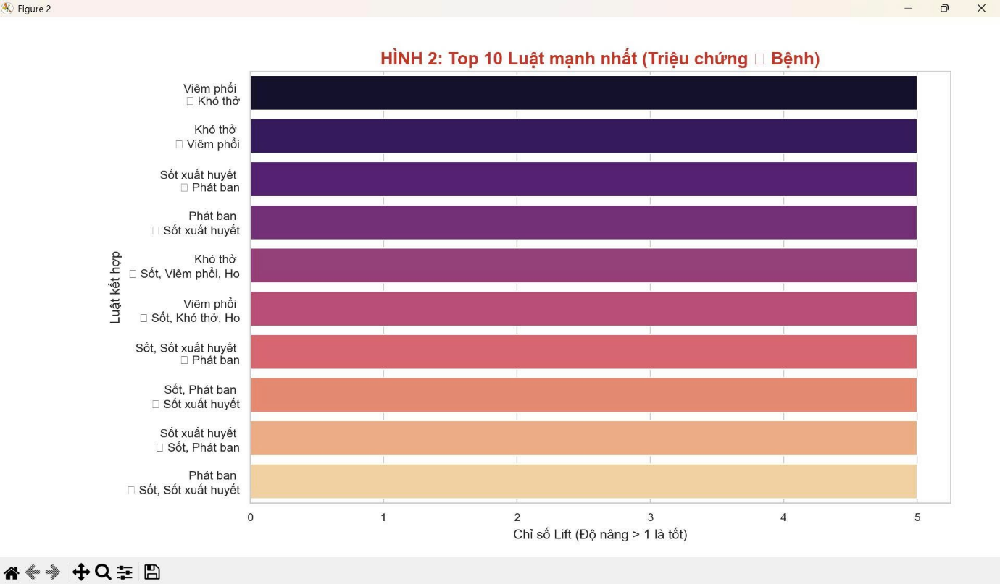 Figure 2
HÌNH 2: Top 10 Luật mạnh nhất (Triệu chứng □ Bệnh)
Viêm phổi
□ Khó thở
Khó thở
□ Viêm phổi
Sốt xuất huyết
□ Phát ban
Phát ban
□ Sốt xuất huyết
Khó thở
□ Sốt, Viêm phổi, Ho
Viêm phổi
□ Sốt, Khó thở, Ho
Sốt, Sốt xuất huyết
□ Phát ban
Sốt, Phát ban
□ Sốt xuất huyết
Sốt xuất huyết
□ Sốt, Phát ban
Phát ban
□ Sốt, Sốt xuất huyết
Luật kết hợp
0 1 2 3 4 5
Chỉ số Lift (Độ nâng > 1 là tốt)